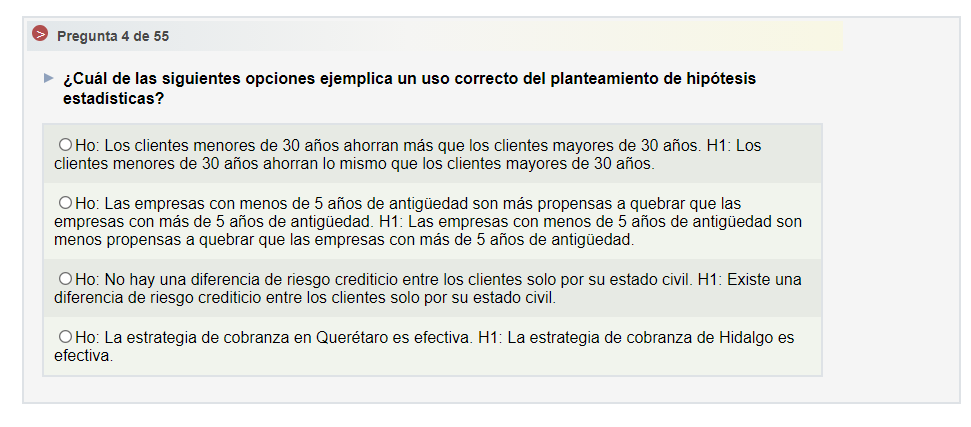 Pregunta 4 de 55
¿Cuál de las siguientes opciones ejemplica un uso correcto del planteamiento de hipótesis
estadísticas?
Ho: Los clientes menores de 30 años ahorran más que los clientes mayores de 30 años. H1: Los
clientes menores de 30 años ahorran lo mismo que los clientes mayores de 30 años.
Ho: Las empresas con menos de 5 años de antigüedad son más propensas a quebrar que las
empresas con más de 5 años de antigüedad. H1: Las empresas con menos de 5 años de antigüedad son
menos propensas a quebrar que las empresas con más de 5 años de antigüedad.
Ho: No hay una diferencia de riesgo crediticio entre los clientes solo por su estado civil. H1: Existe una
diferencia de riesgo crediticio entre los clientes solo por su estado civil.
Ho: La estrategia de cobranza en Querétaro es efectiva. H1: La estrategia de cobranza de Hidalgo es
efectiva.